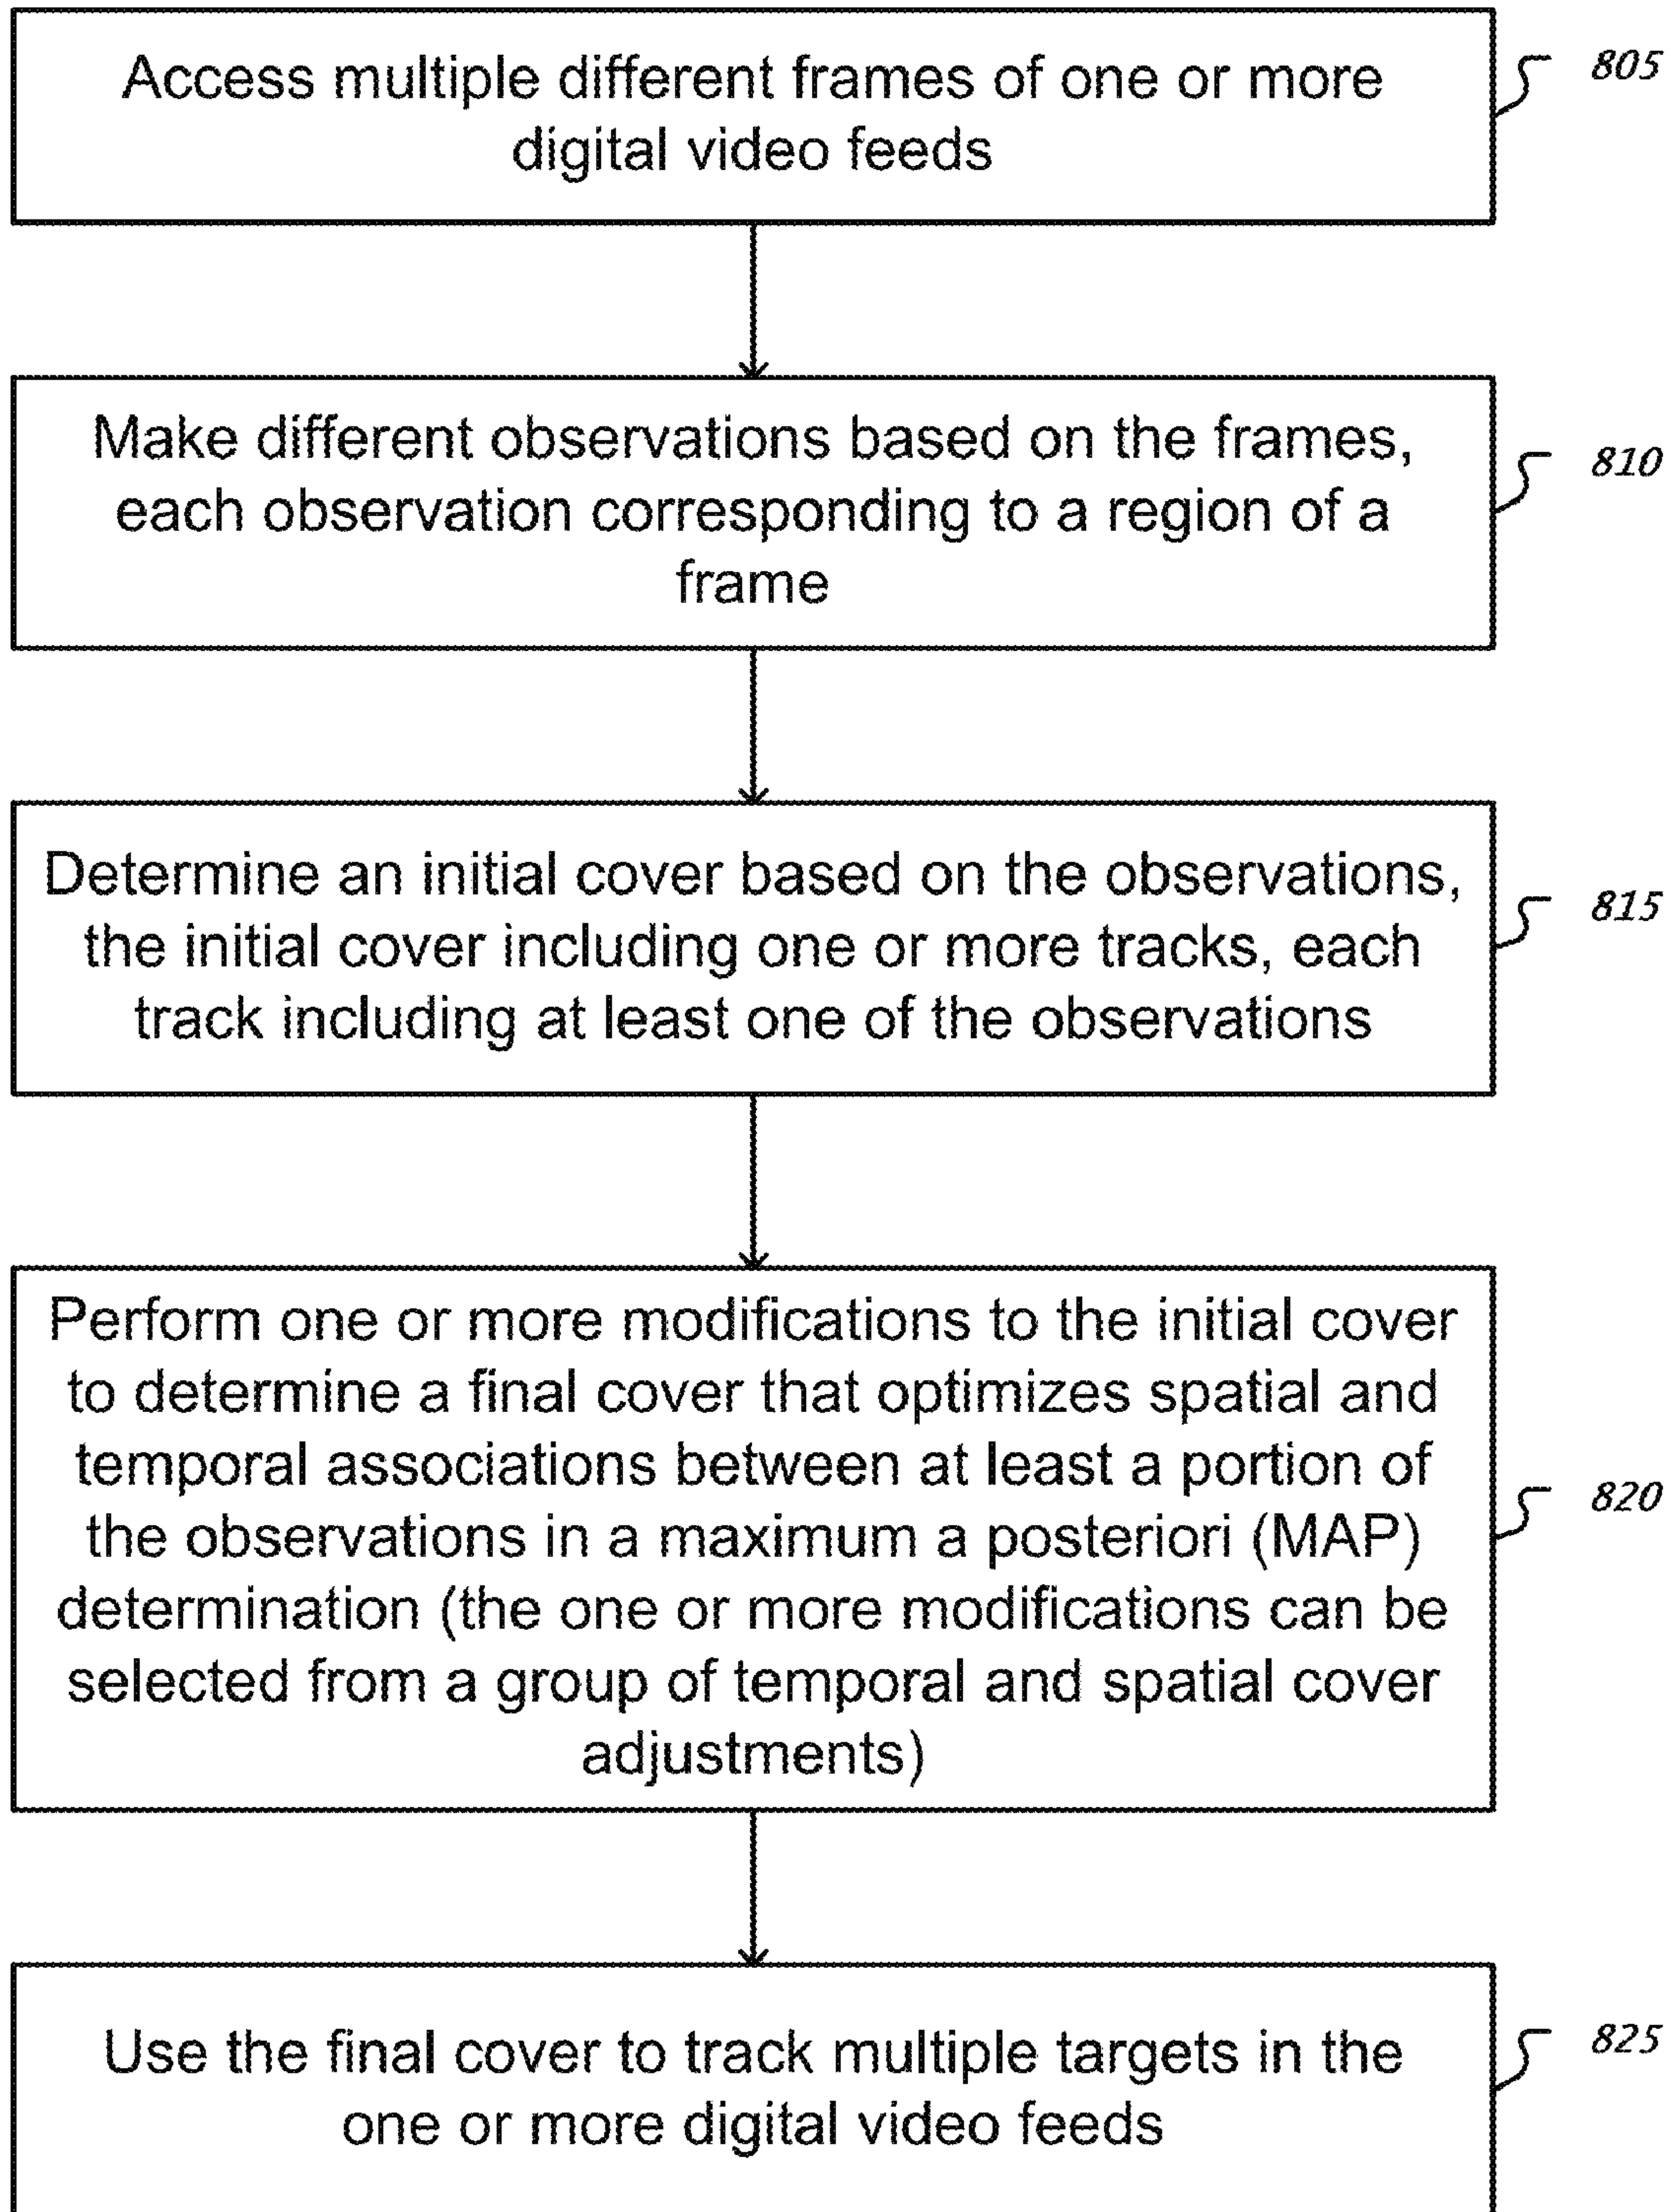 Access multiple different frames of one or more
digital video feeds
805
Make different observations based on the frames,
each observation corresponding to a region of a
frame
810
Determine an initial cover based on the observations,
the initial cover including one or more tracks, each
track including at least one of the observations
815
Perform one or more modifications to the initial cover
to determine a final cover that optimizes spatial and
temporal associations between at least a portion of
the observations in a maximum a posteriori (MAP)
determination (the one or more modifications can be
selected from a group of temporal and spatial cover
adjustments)
820
Use the final cover to track multiple targets in the
one or more digital video feeds
825